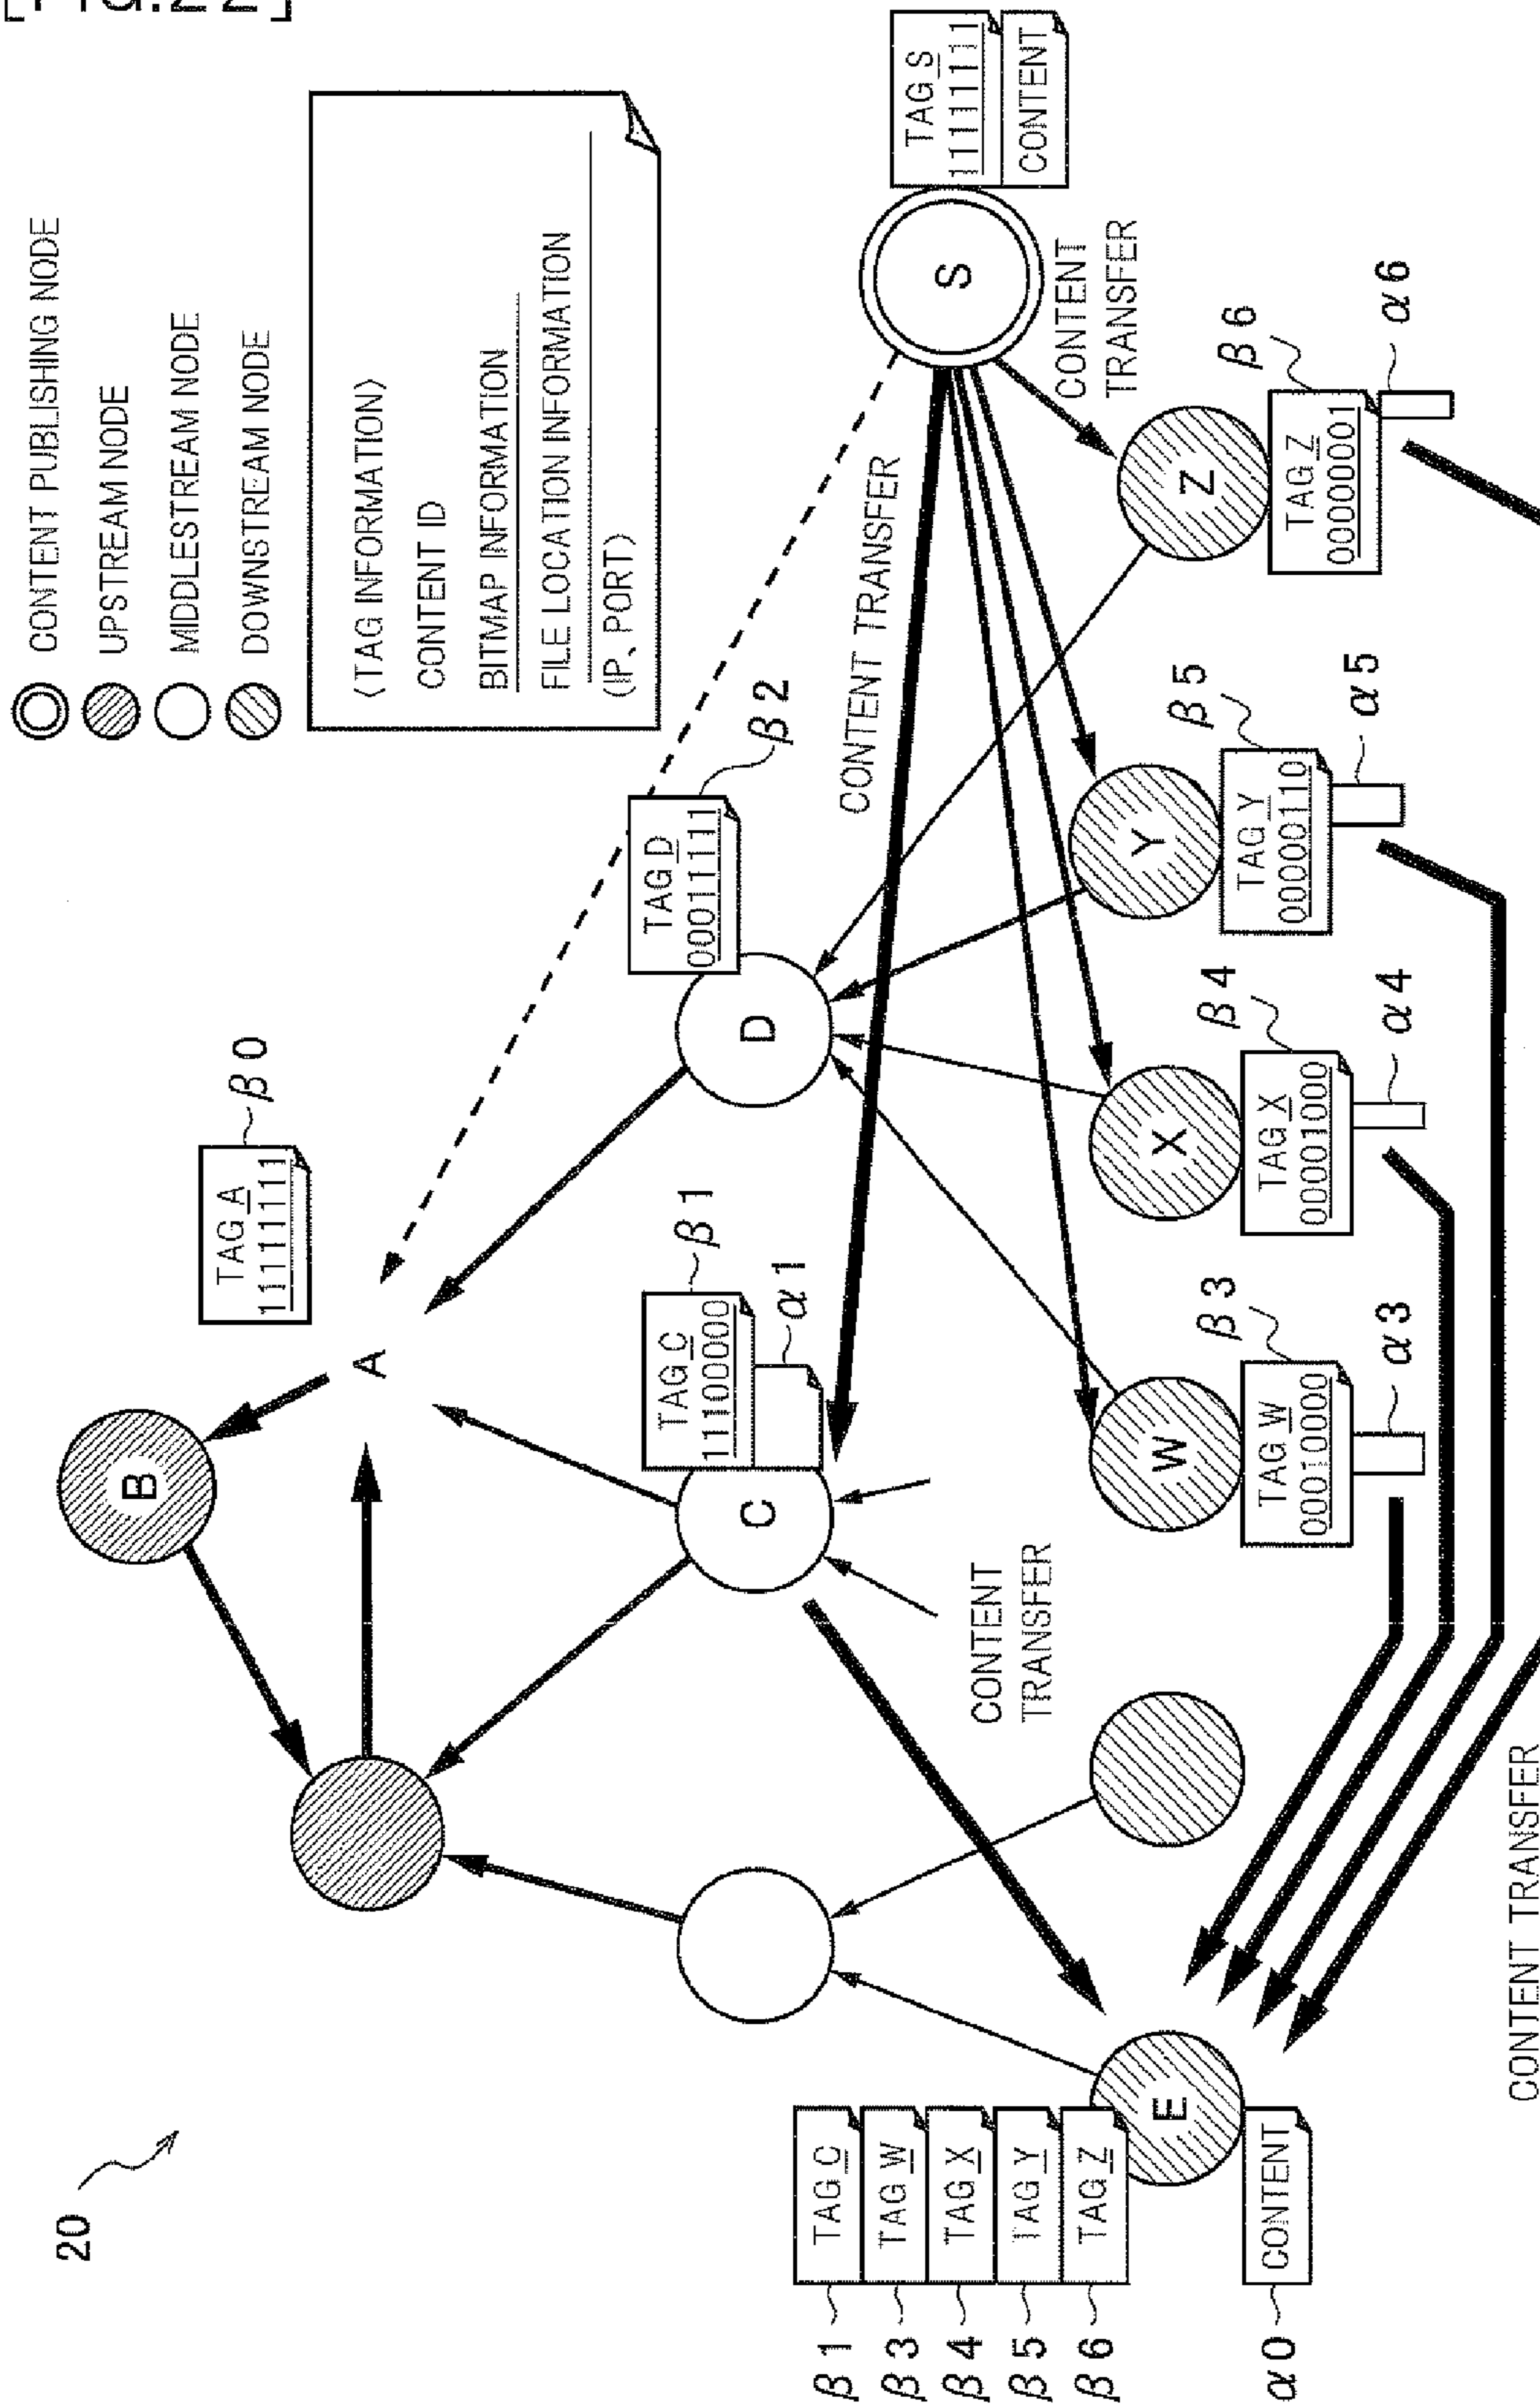 [FIG.22]
CONTENT PUBLISHING NODE
UPSTREAM NODE
MIDDLESTREAM NODE
DOWNSTREAM NODE
(TAG INFORMATION)
CONTENT ID
BITMAP INFORMATION
FILE LOCATION INFORMATION
(IP、PORT)
20
B
A
TAG A
11111111
β0
TAG D
00011111
β2
D
TAG C
11100000
β1
α1
C
CONTENT TRANSFER
TAG S
11111111
CONTENT
S
CONTENT
TRANSFER
CONTENT
TRANSFER
W
TAG W
00010000
β3
α3
X
TAG X
00001000
β4
α4
Y
TAG Y
00000110
β5
α5
Z
TAG Z
00000001
β6
α6
E
TAG C
TAG W
TAG X
TAG Y
TAG Z
β1
β3
β4
β5
β6
CONTENT
α0
CONTENT TRANSFER